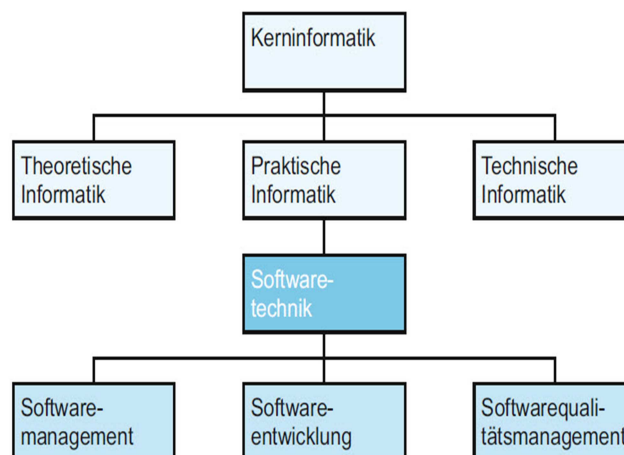 Kerninformatik
Theoretische
Informatik
Praktische
Informatik
Technische
Informatik
Software-
technik
Software-
management
Software-
entwicklung
Softwarequali-
tätsmanagement